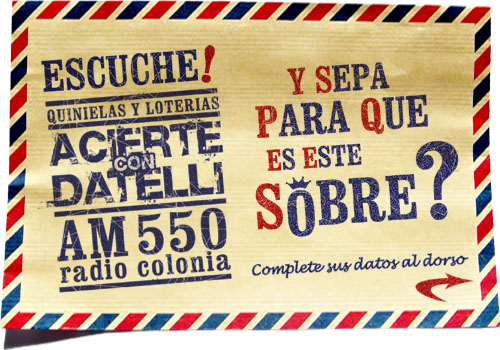 ESCUCHE!
QUINIELAS Y LOTERIAS
ACIERTE
CON
DATELLI
AM 550
radio colonia
Y SEPA
PARA QUE
ES ESTE
SOBRE?
Complete sus datos al dorso